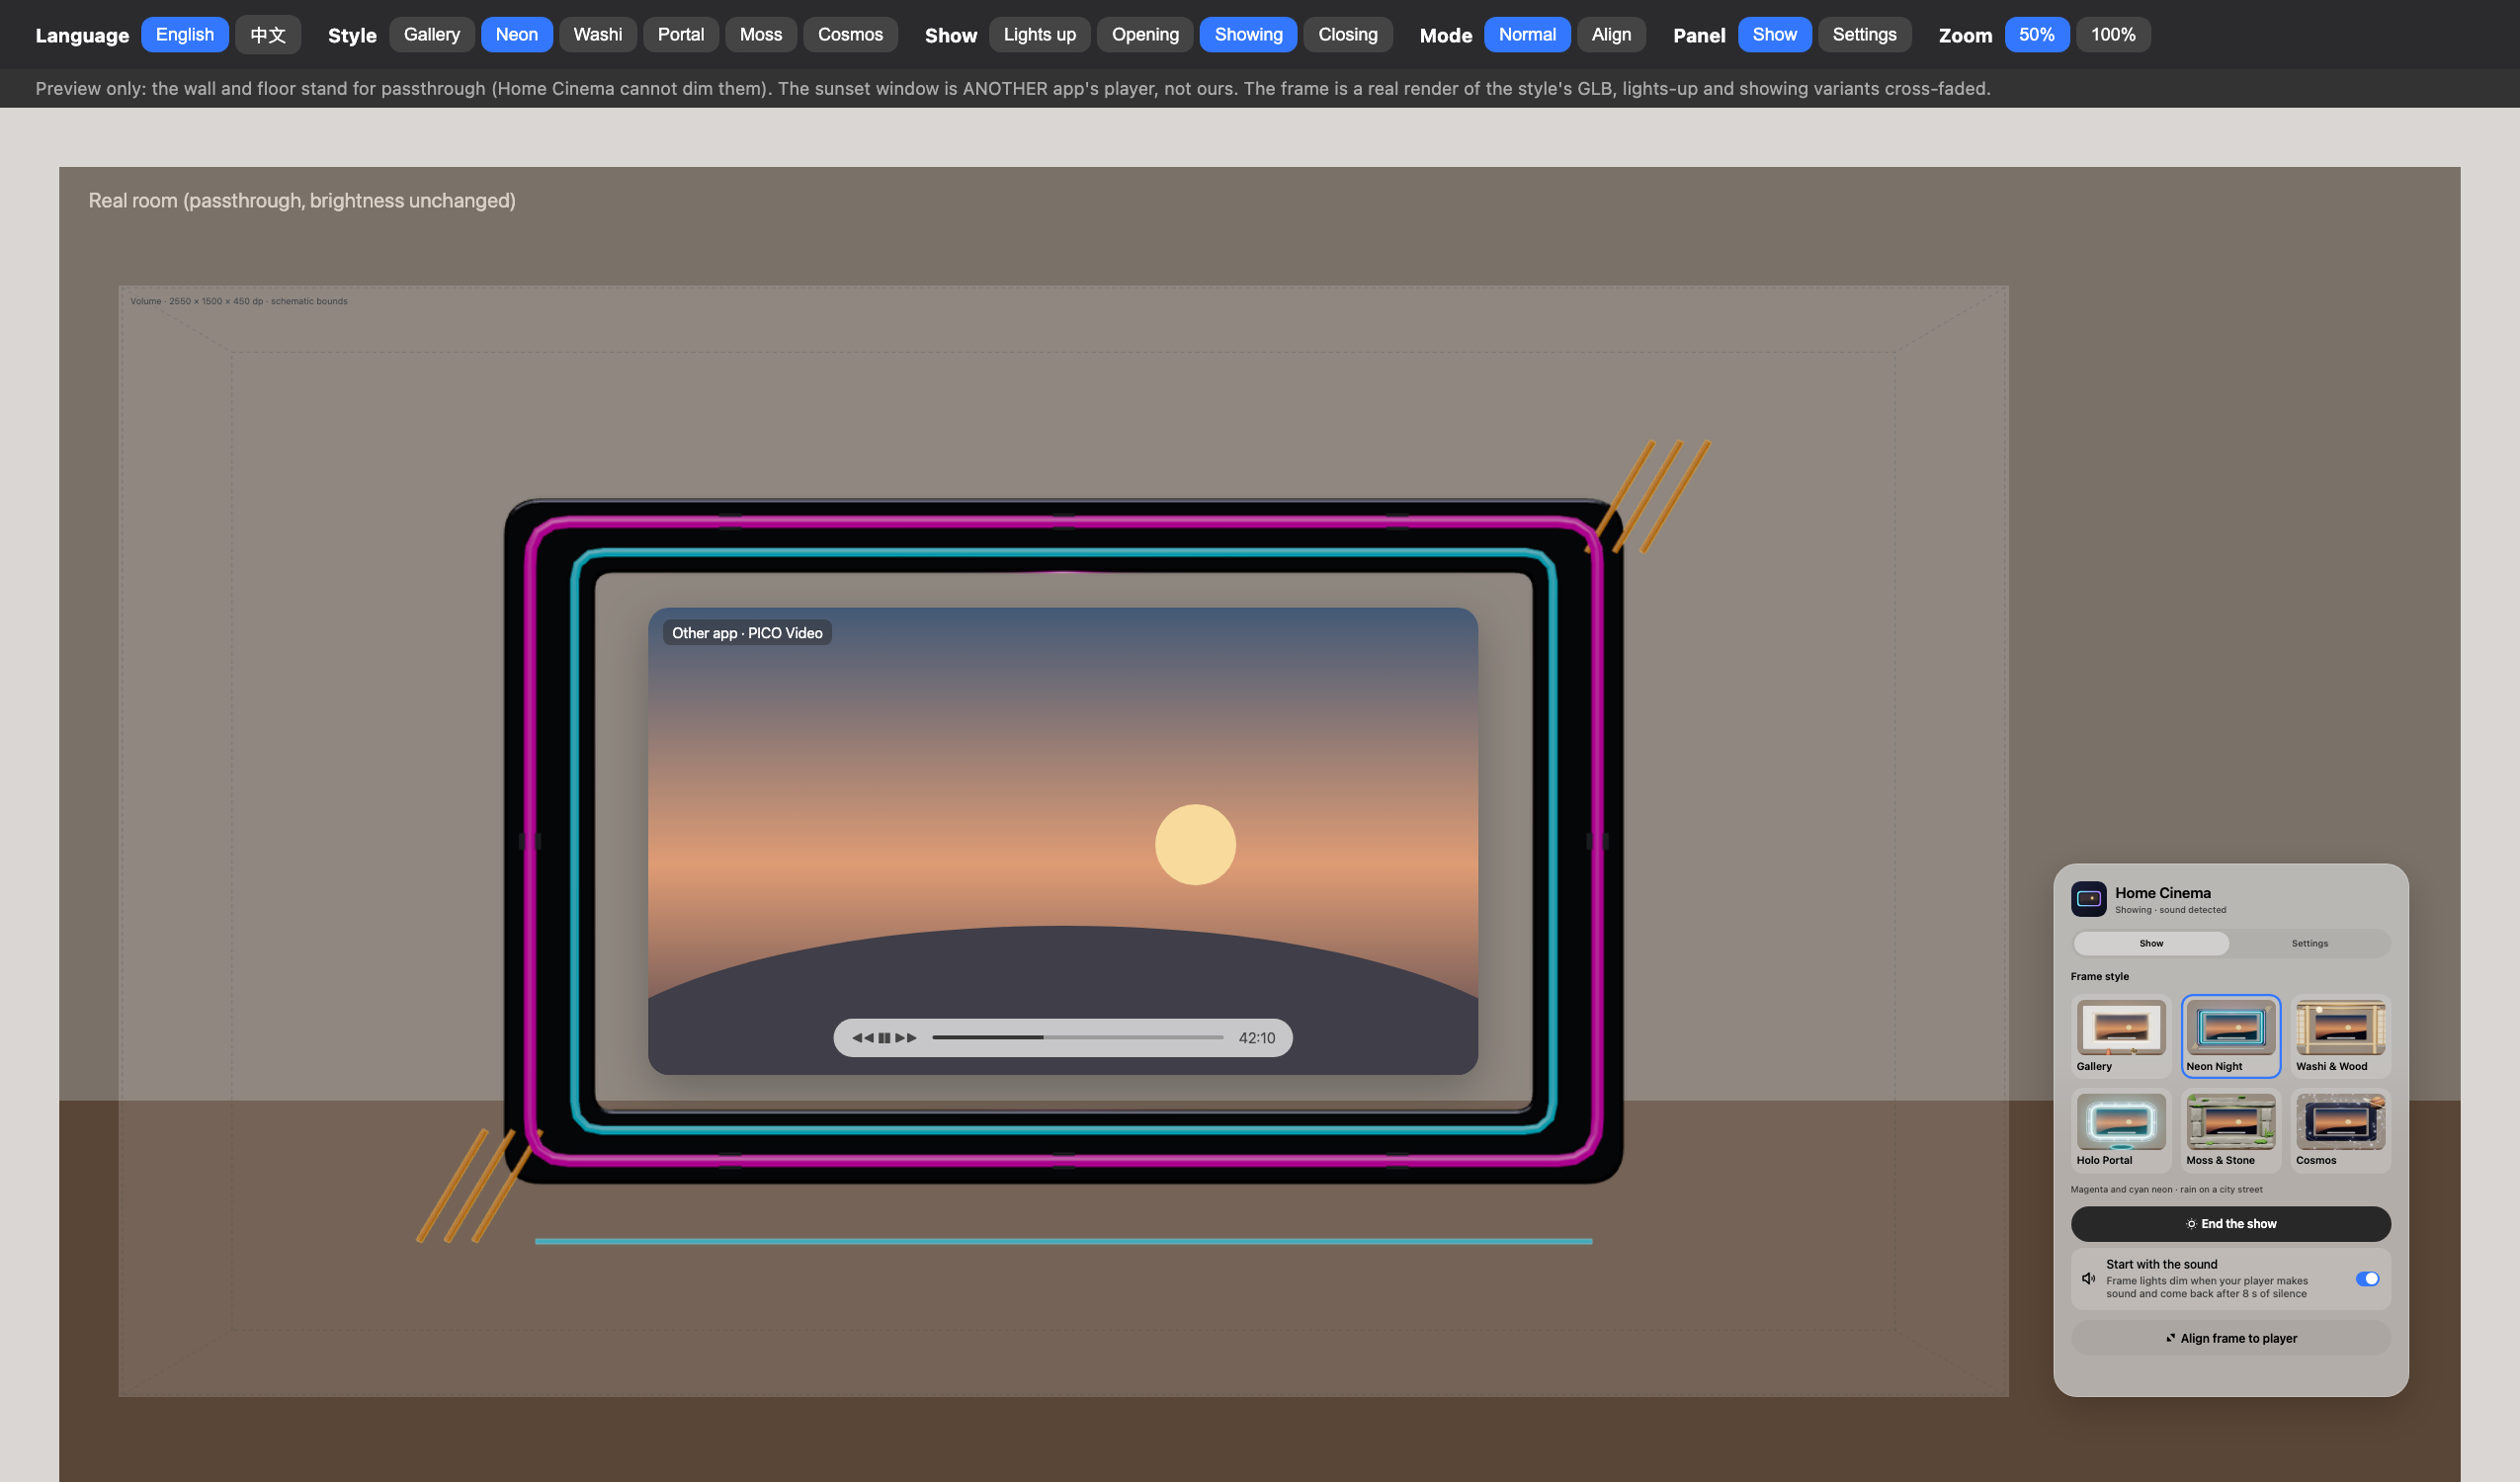 Language English 中文 Style Gallery Neon Washi Portal Moss Cosmos Show Lights up Opening Showing Closing Mode Normal Align Panel Show Settings Zoom 50% 100%
Preview only: the wall and floor stand for passthrough (Home Cinema cannot dim them). The sunset window is ANOTHER app's player, not ours. The frame is a real render of the style's GLB, lights-up and showing variants cross-faded.
Real room (passthrough, brightness unchanged)
Volume · 2550 × 1500 × 450 dp · schematic bounds
Other app · PICO Video
42:10
Home Cinema
Showing · sound detected
Show Settings
Frame style
Gallery Neon Night Washi & Wood
Holo Portal Moss & Stone Cosmos
Magenta and cyan neon · rain on a city street
End the show
Start with the sound
Frame lights dim when your player makes
sound and come back after 8 s of silence
Align frame to player